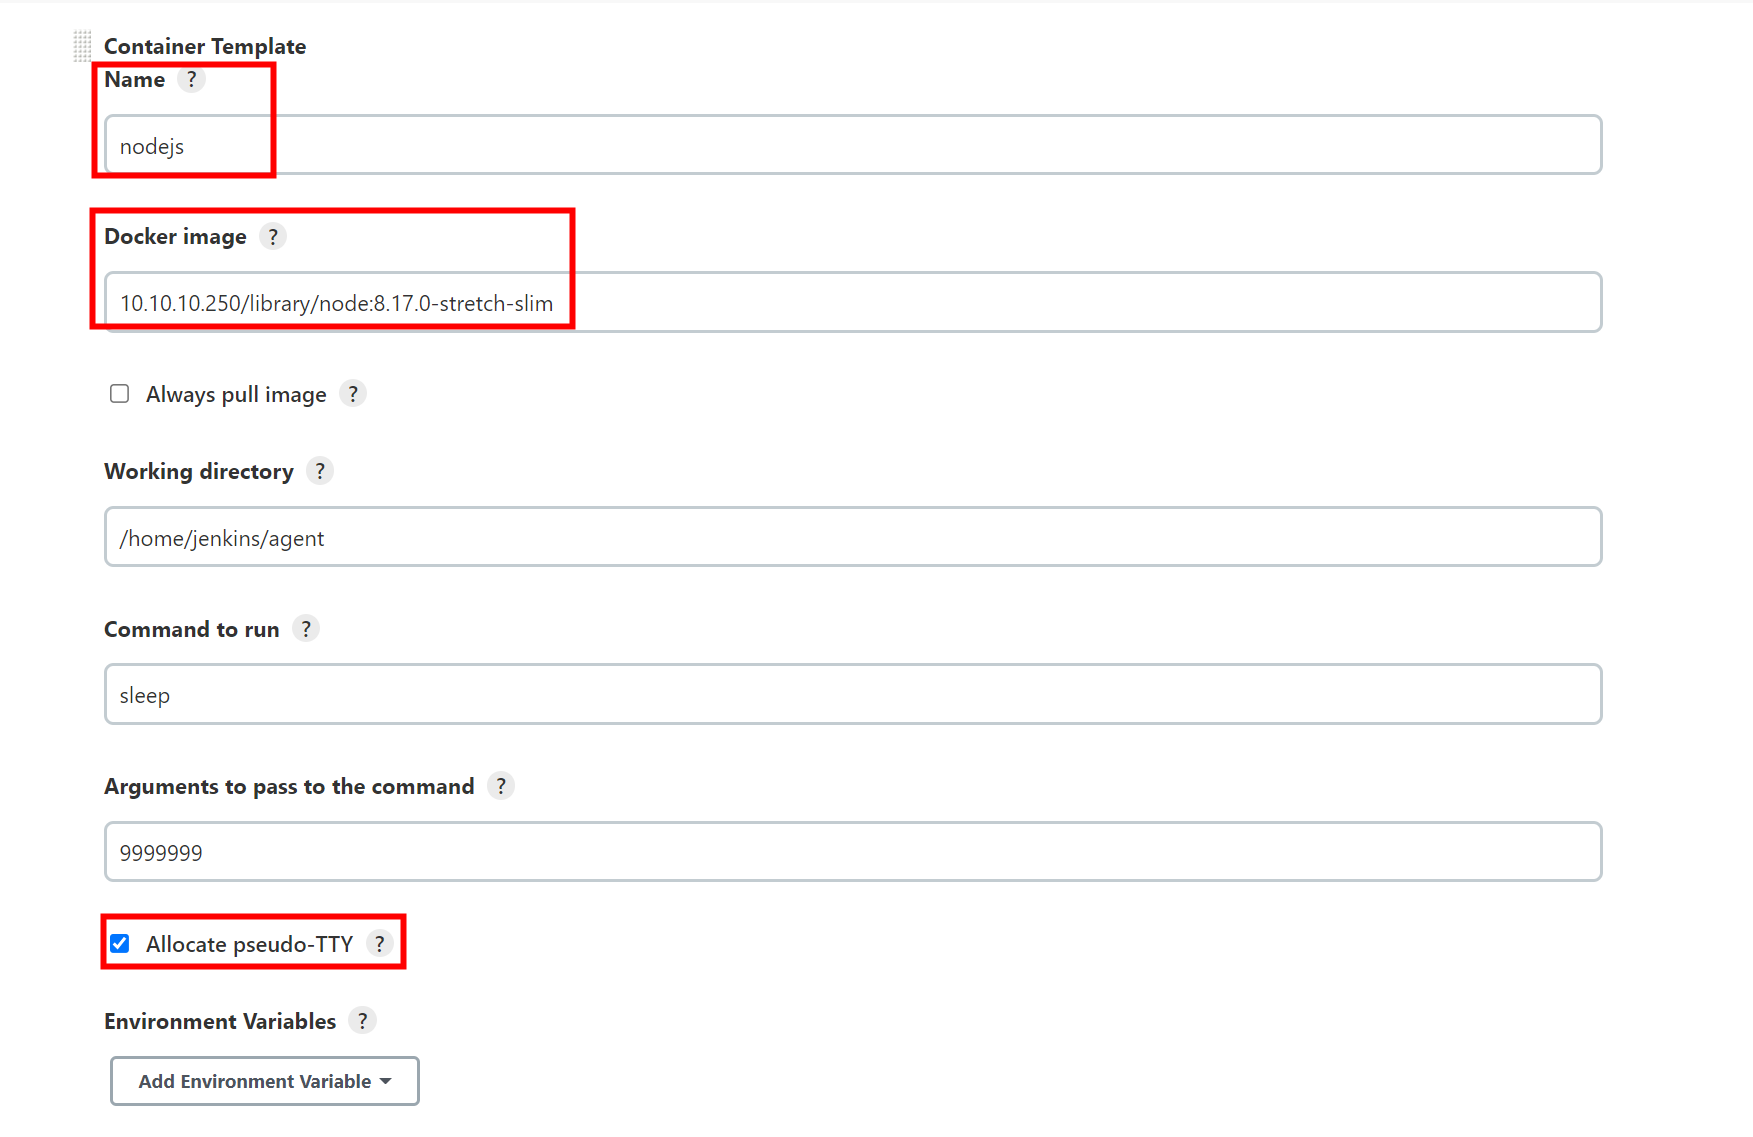 Container Template
Name ?
nodejs
Docker image ?
10.10.10.250/library/node:8.17.0-stretch-slim
Always pull image ?
Working directory ?
/home/jenkins/agent
Command to run ?
sleep
Arguments to pass to the command ?
9999999
Allocate pseudo-TTY ?
Environment Variables ?
Add Environment Variable